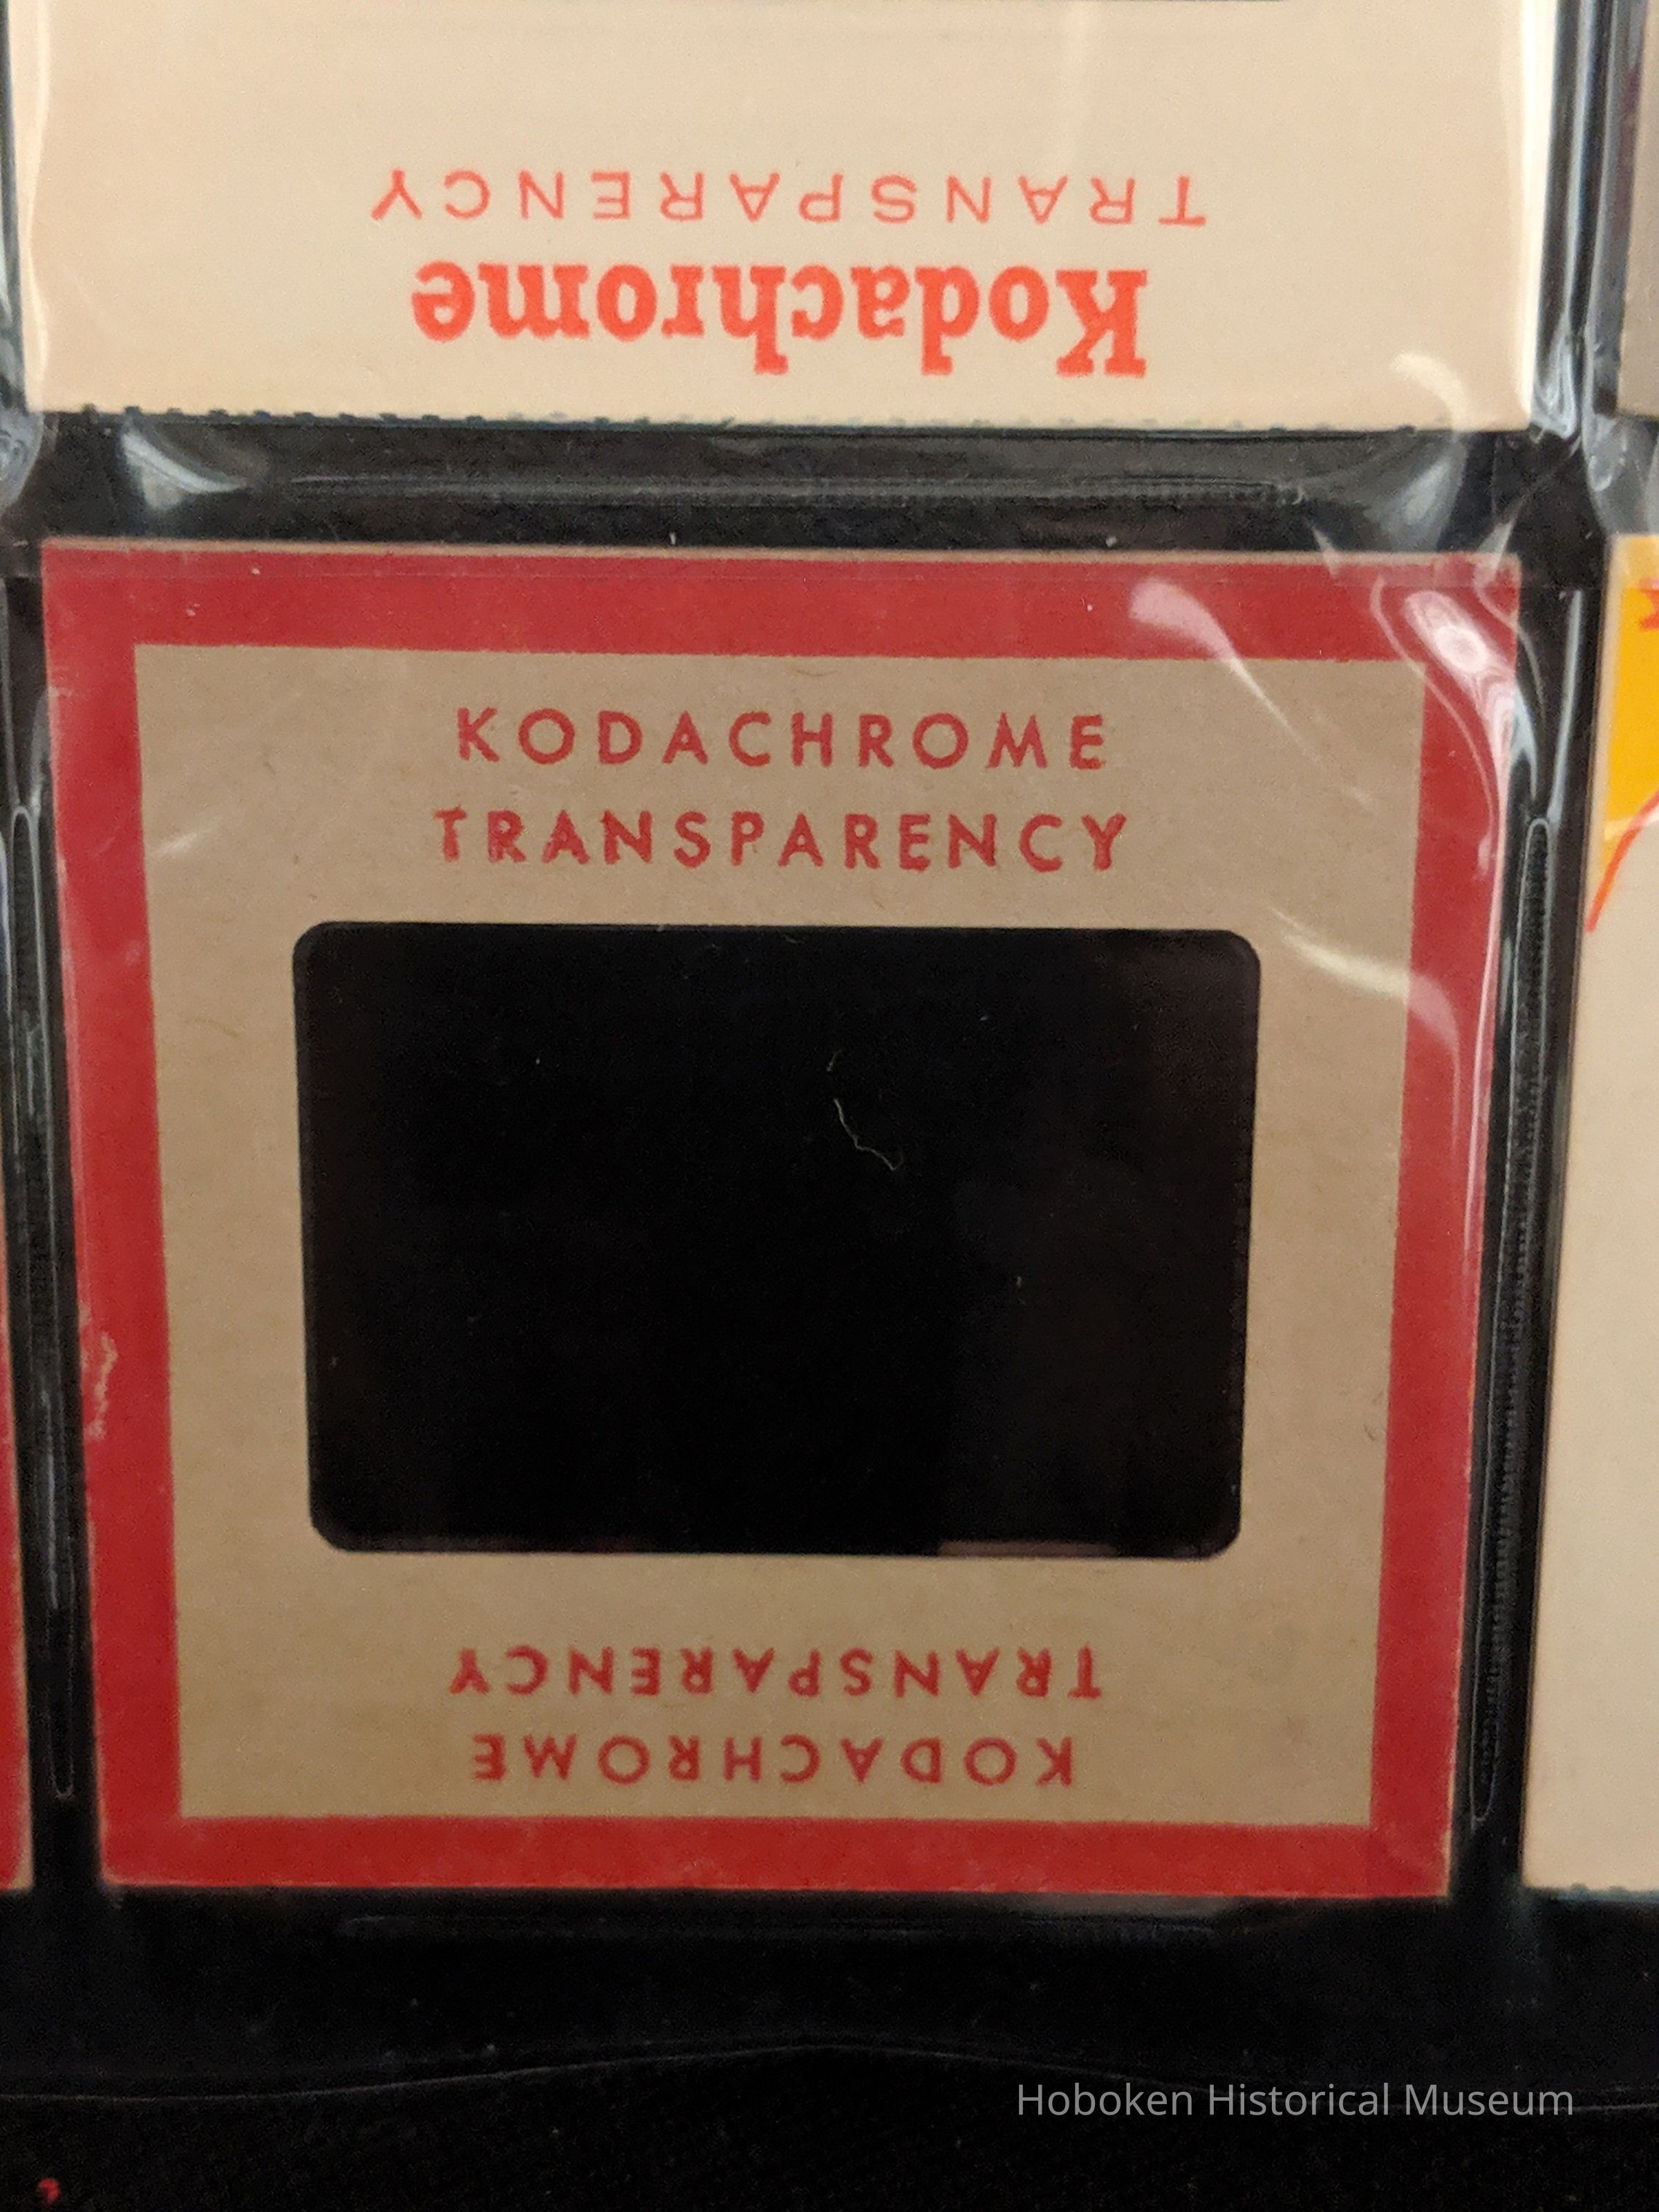 TRANSPARENCY
Kodachrome
KODACHROME
TRANSPARENCY
TRANSPARENCY
KODACHROME
Hoboken Historical Museum